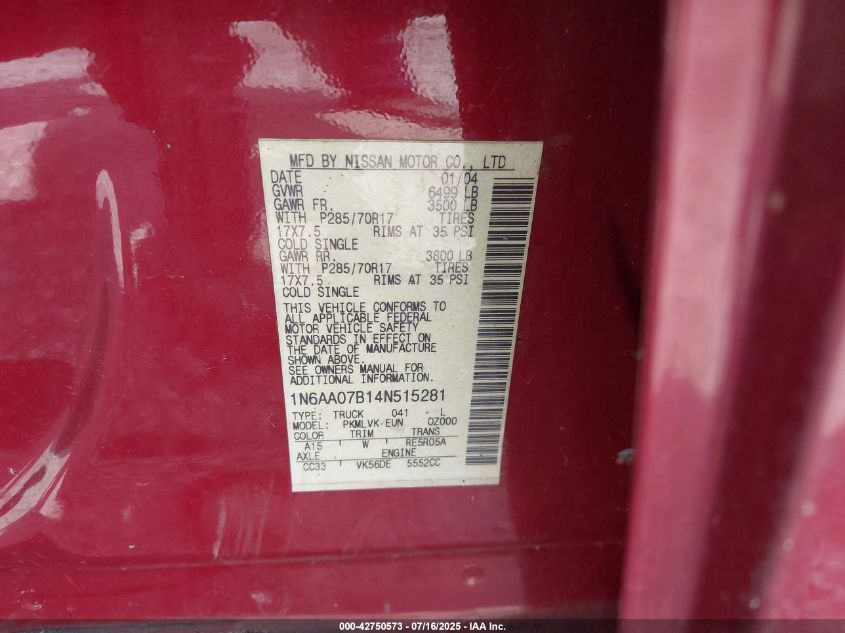 MFD BY NISSAN MOTOR CO., LTD
DATE 01/04
GVWR 6499 LB
GAWR FR. 3500 LB
WITH P285/70R17 TIRES
17X7.5 RIMS AT 35 PSI
COLD SINGLE
GAWR RR. 3800 LB
WITH P285/70R17 TIRES
17X7.5 RIMS AT 35 PSI
COLD SINGLE
THIS VEHICLE CONFORMS TO
ALL APPLICABLE FEDERAL
MOTOR VEHICLE SAFETY
STANDARDS IN EFFECT ON
THE DATE OF MANUFACTURE
SHOWN ABOVE.
SEE OWNERS MANUAL FOR
ADDITIONAL INFORMATION.
1N6AA07B14N515281
TYPE: TRUCK 041 L
MODEL: PKMLVK-EUN 0Z000
COLOR TRIM TRANS
A15 W RE5R05A
AXLE ENGINE
CC33 VK56DE 5552CC
000-42750573 - 07/16/2025 - IAA Inc.